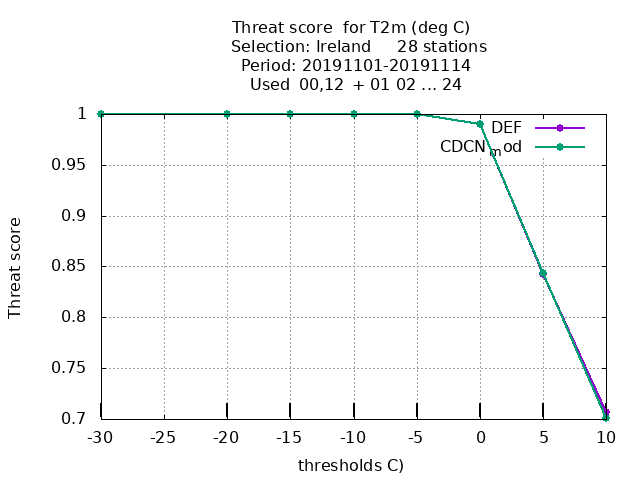 Threat score for T2m (deg C)
Selection: Ireland 28 stations
Period: 20191101-20191114
Used 00,12 + 01 02 ... 24
DEF
CDCNmod
1
0.95
0.9
0.85
0.8
0.75
0.7
Threat score
-30 -25 -20 -15 -10 -5 0 5 10
thresholds C)